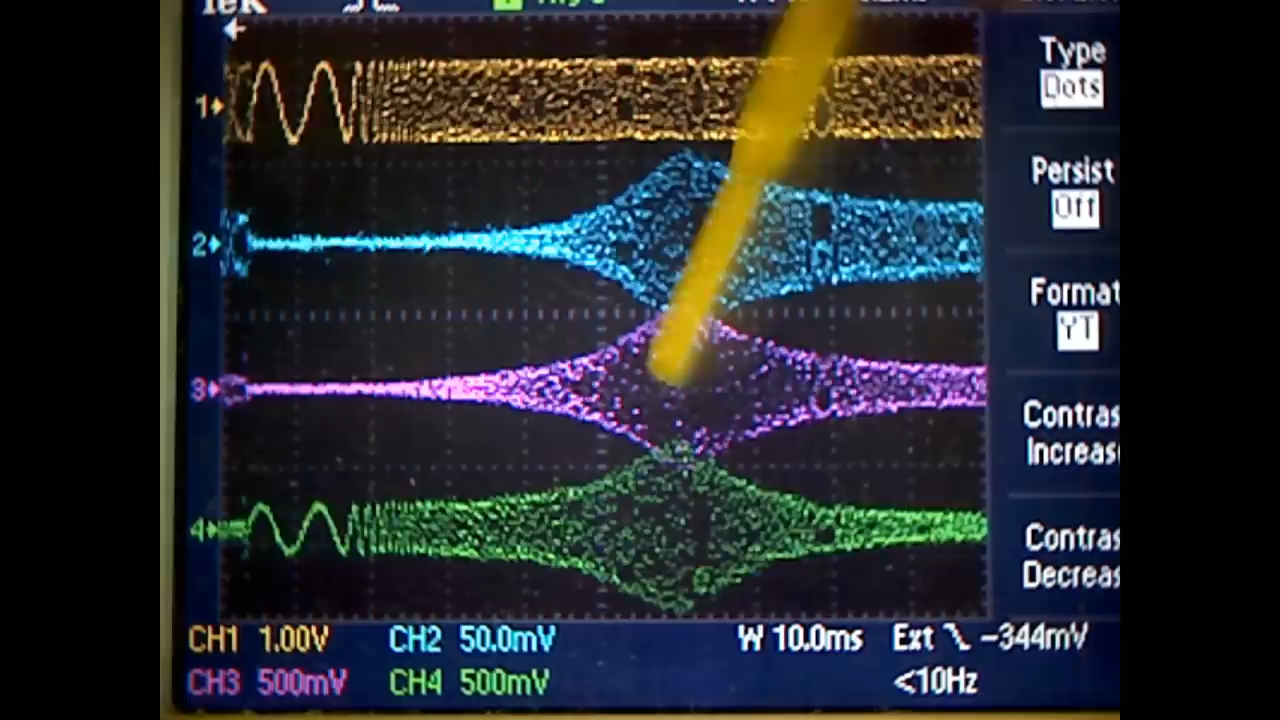 Tek
Type
Dots
1
Persist
Off
2
Format
YT
3
Contras
Increas
4
Contras
Decreas
CH1 1.00V CH2 50.0mV W 10.0ms Ext -344mV
CH3 500mV CH4 500mV <10Hz